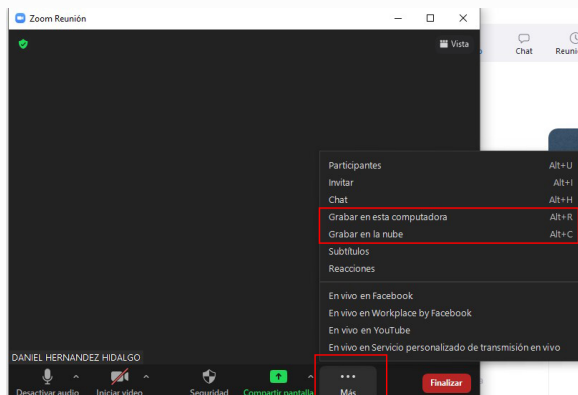 Zoom Reunión
Vista
Chat
Participantes Alt+U
Invitar Alt+I
Chat Alt+H
Grabar en esta computadora Alt+R
Grabar en la nube Alt+C
Subtítulos
Reacciones
En vivo en Facebook
En vivo en Workplace by Facebook
En vivo en YouTube
En vivo en Servicio personalizado de transmisión en vivo
DANIEL HERNANDEZ HIDALGO
Desactivar audio Iniciar video Seguridad Compartir pantalla Más Finalizar